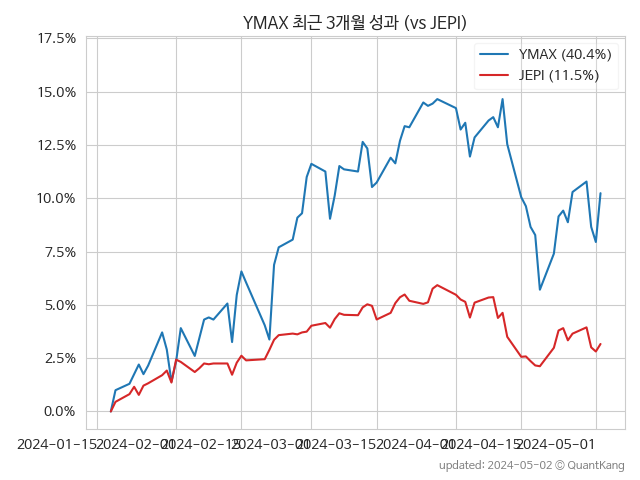 YMAX 최근 3개월 성과 (vs JEPI)
17.5%
15.0%
12.5%
10.0%
7.5%
5.0%
2.5%
0.0%
YMAX (40.4%)
JEPI (11.5%)
2024-01-15 2024-02-01 2024-02-15 2024-03-01 2024-03-15 2024-04-01 2024-04-15 2024-05-01
updated: 2024-05-02 © QuantKang